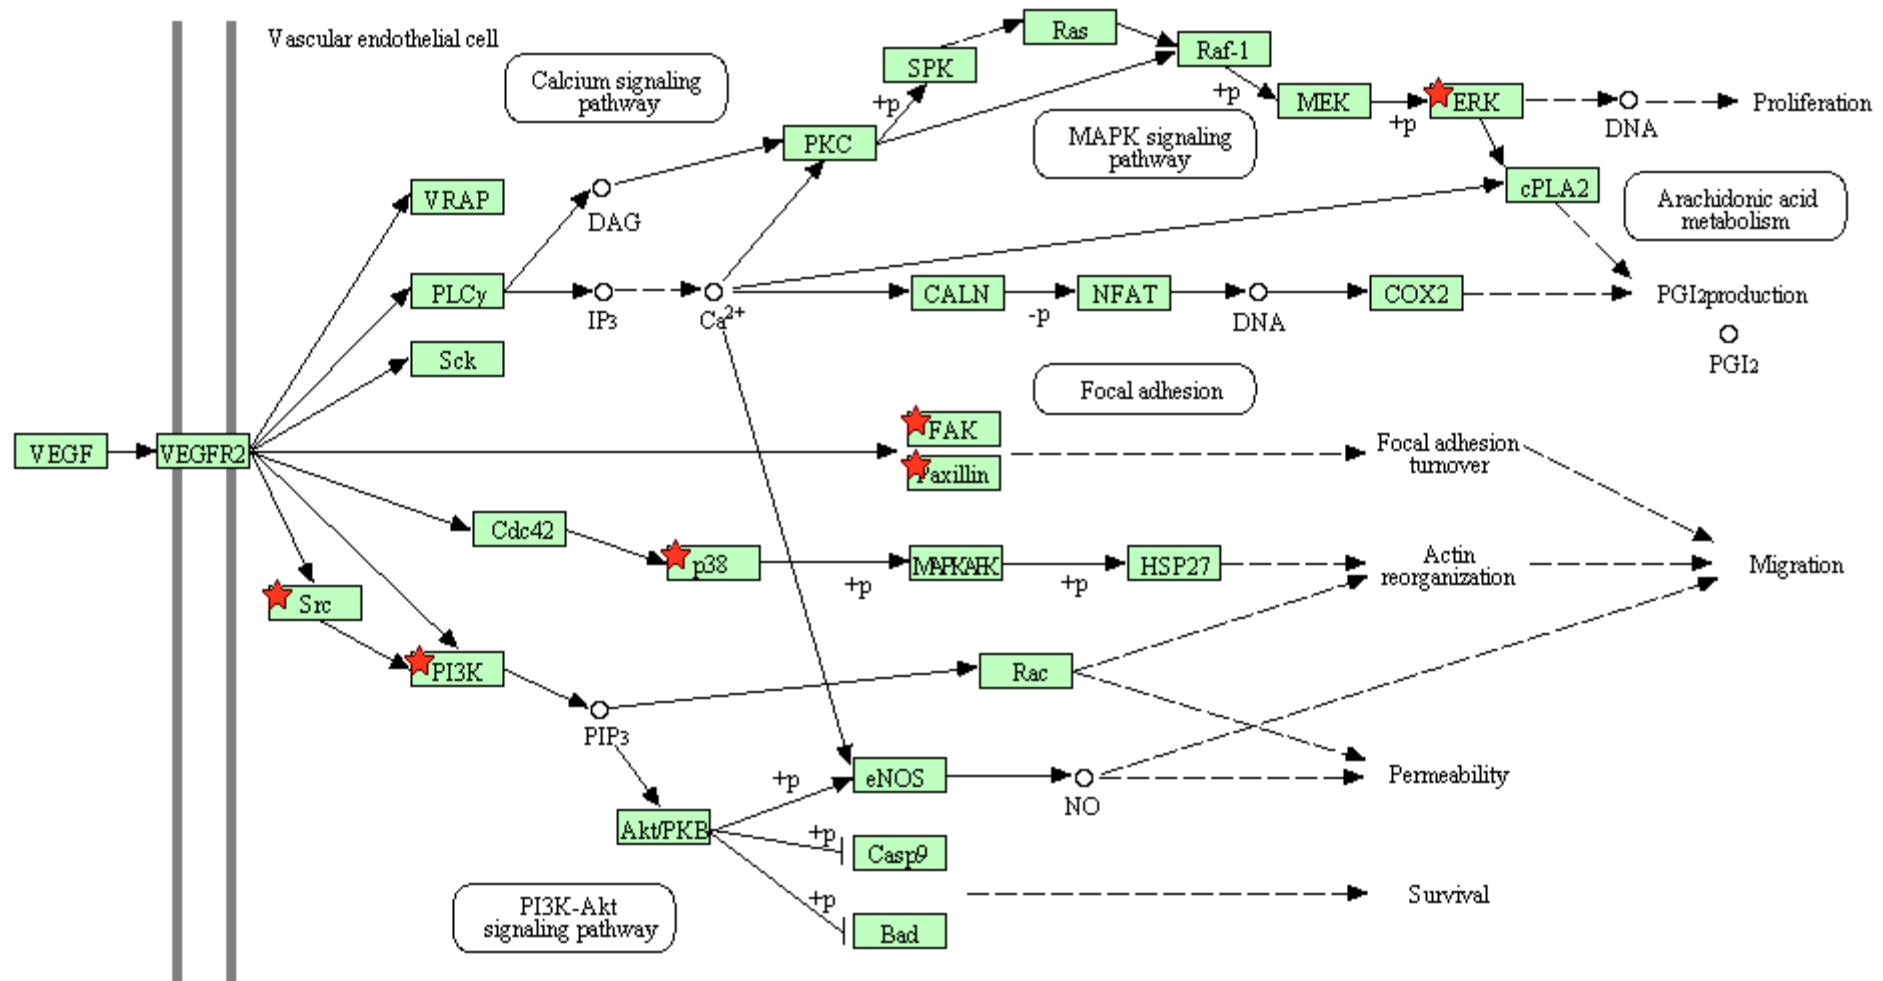 Vascular endothelial cell
Ras
Raf-1
SPK
Calcium signaling
pathway
+p
+p
MEK
+p
ERK
DNA
Proliferation
PKC
MAPK signaling
pathway
VRAP
DAG
cPLA2
Arachidonic acid
metabolism
PLCγ
IP3
Ca2+
CALN
-p
NFAT
DNA
COX2
PGI2production
PGI2
Sck
Focal adhesion
VEGF
VEGFR2
FAK
Paxillin
Focal adhesion
turnover
Cdc42
p38
+p
MAPKAPK
+p
HSP27
Actin
reorganization
Migration
Src
PI3K
Rac
PIP3
+p
eNOS
NO
Permeability
Akt/PKB
+p
Casp9
+p
Bad
Survival
PI3K-Akt
signaling pathway